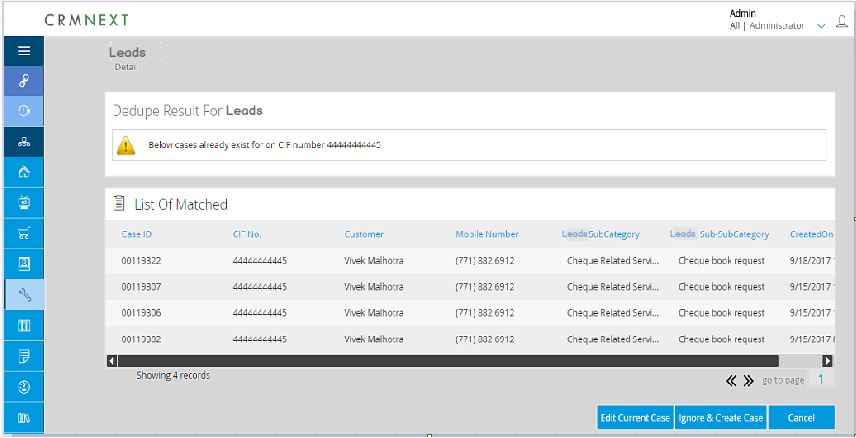 CRMNEXT
Admin
All | Administrator
Leads
Detail
Dedupe Result For Leads
Below cases already exist for on CIF number 44444444445
List Of Matched
Case ID CIF No. Customer Mobile Number Leads SubCategory Leads Sub-SubCategory CreatedOn
00119322 44444444445 Vivek Malhotra (771) 882 6912 Cheque Related Servi... Cheque book request 9/18/2017 1
00119307 44444444445 Vivek Malhotra (771) 882 6912 Cheque Related Servi... Cheque book request 9/15/2017 1
00119306 44444444445 Vivek Malhotra (771) 882 6912 Cheque Related Servi... Cheque book request 9/15/2017 1
00119302 44444444445 Vivek Malhotra (771) 882 6912 Cheque Related Servi... Cheque book request 9/15/2017
Showing 4 records
go to page 1
Edit Current Case Ignore & Create Case Cancel